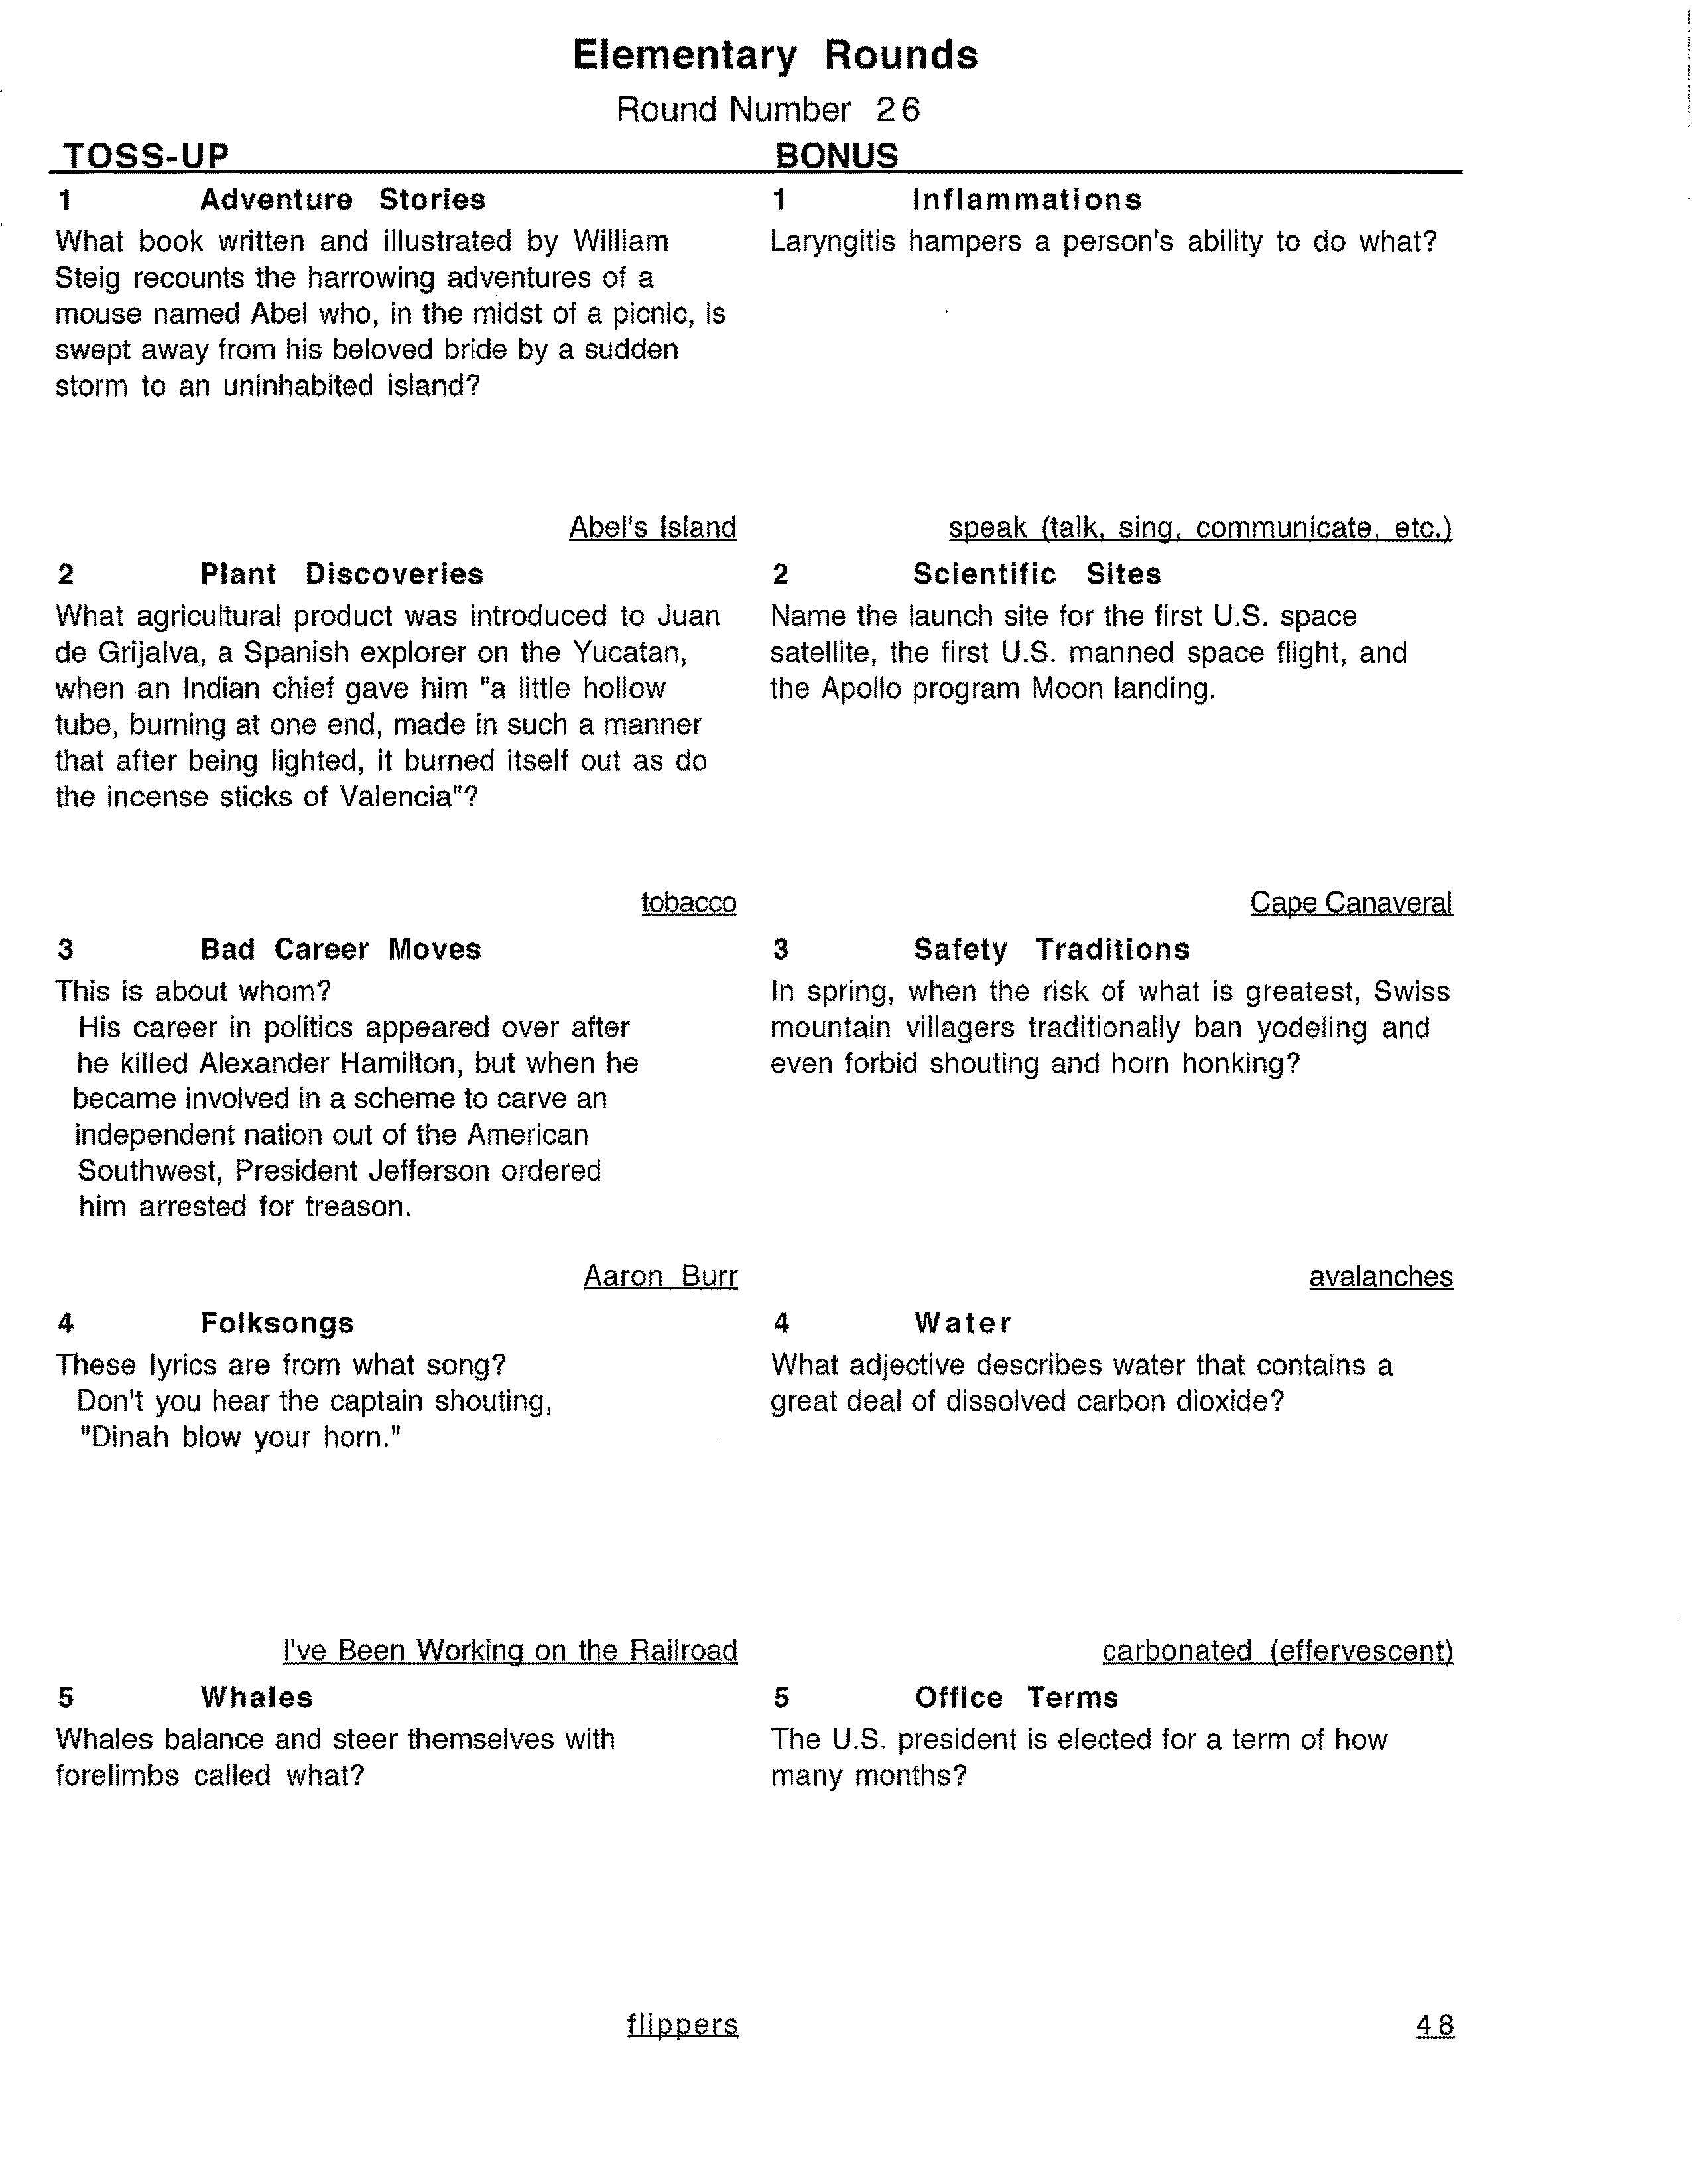 Elementary Rounds
Round Number 26
TOSS-UP
BONUS
1 Adventure Stories
What book written and illustrated by William
Steig recounts the harrowing adventures of a
mouse named Abel who, in the midst of a picnic, is
swept away from his beloved bride by a sudden
storm to an uninhabited island?
Abel's Island
1 Inflammations
Laryngitis hampers a person's ability to do what?
speak (talk, sing, communicate, etc.)
2 Plant Discoveries
What agricultural product was introduced to Juan
de Grijalva, a Spanish explorer on the Yucatan,
when an Indian chief gave him "a little hollow
tube, burning at one end, made in such a manner
that after being lighted, it burned itself out as do
the incense sticks of Valencia"?
tobacco
2 Scientific Sites
Name the launch site for the first U.S. space
satellite, the first U.S. manned space flight, and
the Apollo program Moon landing.
Cape Canaveral
3 Bad Career Moves
This is about whom?
His career in politics appeared over after
he killed Alexander Hamilton, but when he
became involved in a scheme to carve an
independent nation out of the American
Southwest, President Jefferson ordered
him arrested for treason.
Aaron Burr
3 Safety Traditions
In spring, when the risk of what is greatest, Swiss
mountain villagers traditionally ban yodeling and
even forbid shouting and horn honking?
avalanches
4 Folksongs
These lyrics are from what song?
Don't you hear the captain shouting,
"Dinah blow your horn."
I've Been Working on the Railroad
4 Water
What adjective describes water that contains a
great deal of dissolved carbon dioxide?
carbonated (effervescent)
5 Whales
Whales balance and steer themselves with
forelimbs called what?
flippers
5 Office Terms
The U.S. president is elected for a term of how
many months?
48